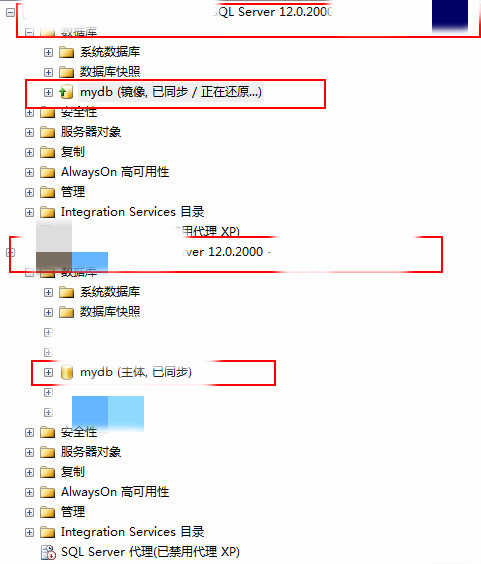 SQL Server 12.0.2000
数据库
系统数据库
数据库快照
mydb (镜像, 已同步 / 正在还原...)
安全性
服务器对象
复制
AlwaysOn 高可用性
管理
Integration Services 目录
用代理 XP)
rver 12.0.2000 -
数据库
系统数据库
数据库快照
mydb (主体, 已同步)
安全性
服务器对象
复制
AlwaysOn 高可用性
管理
Integration Services 目录
SQL Server 代理(已禁用代理 XP)